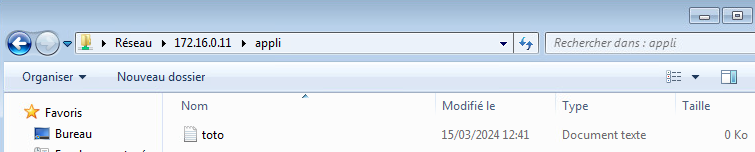 Réseau 172.16.0.11 appli
Rechercher dans : appli
Organiser Nouveau dossier
Favoris
Bureau
Nom Modifié le Type Taille
toto 15/03/2024 12:41 Document texte 0 Ko